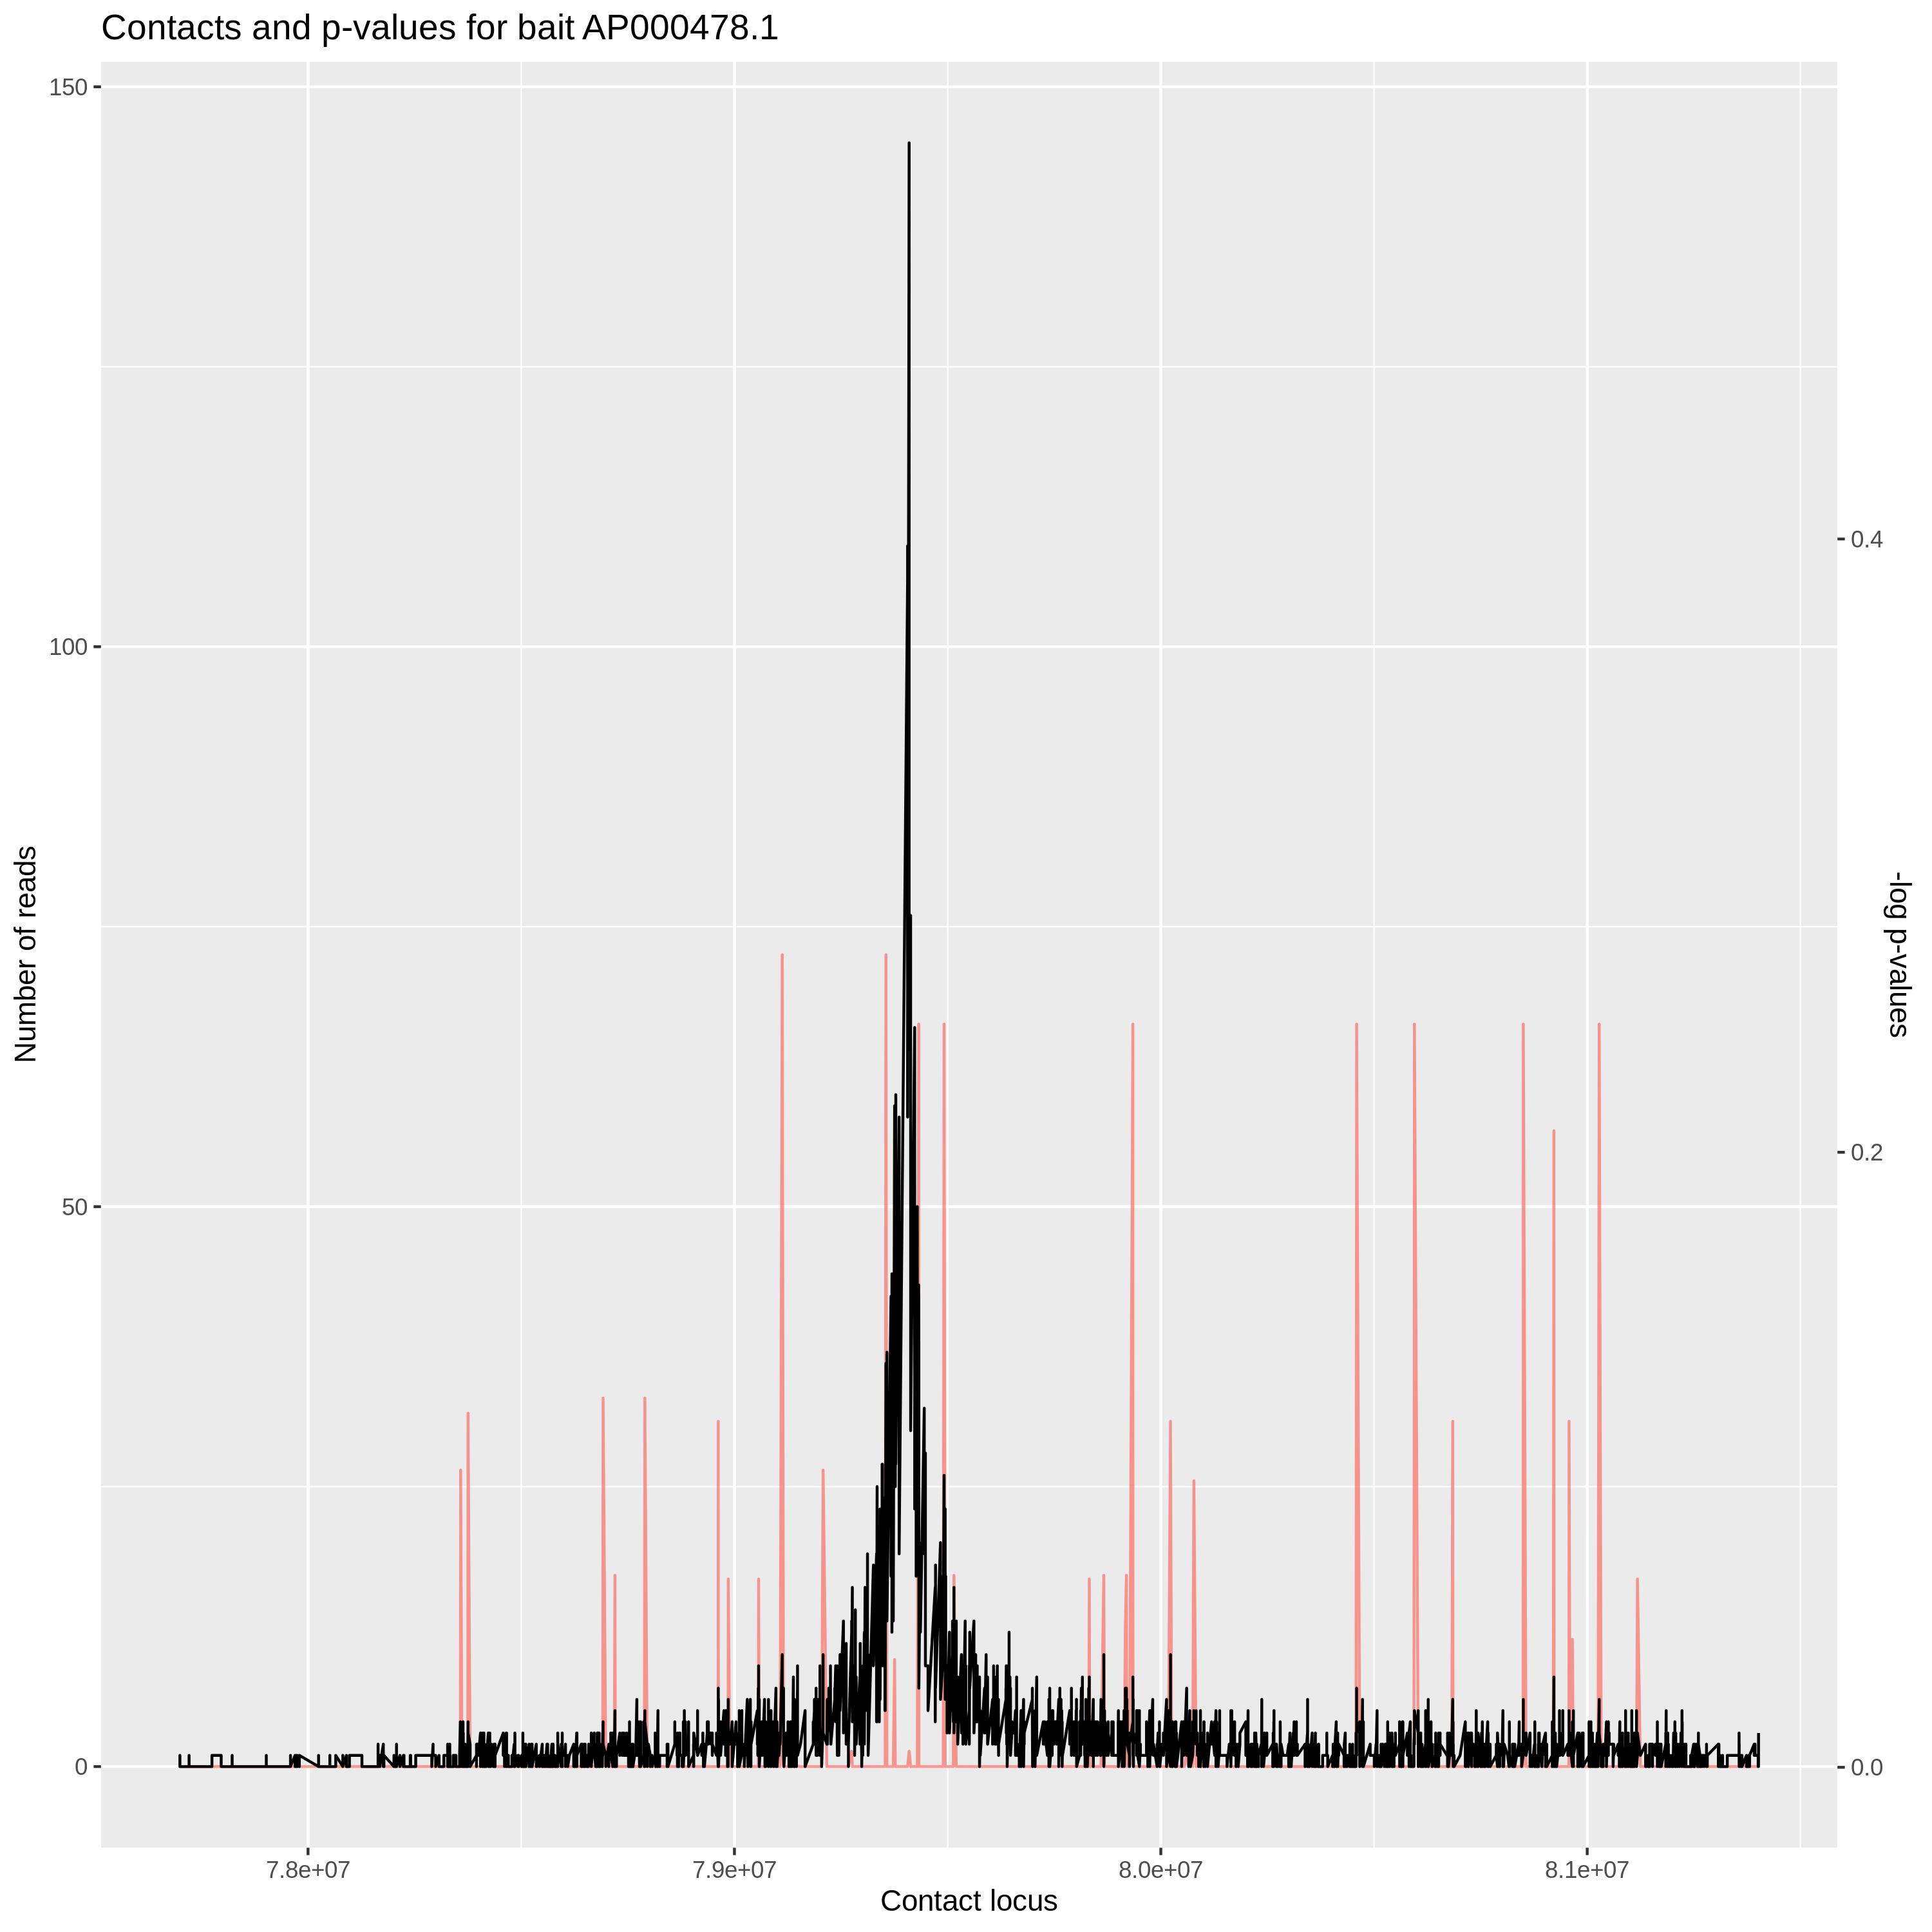 Contacts and p-values for bait AP000478.1
150
100
50
0
Number of reads
0.4
0.2
0.0
-log p-values
7.8e+07
7.9e+07
8.0e+07
8.1e+07
Contact locus